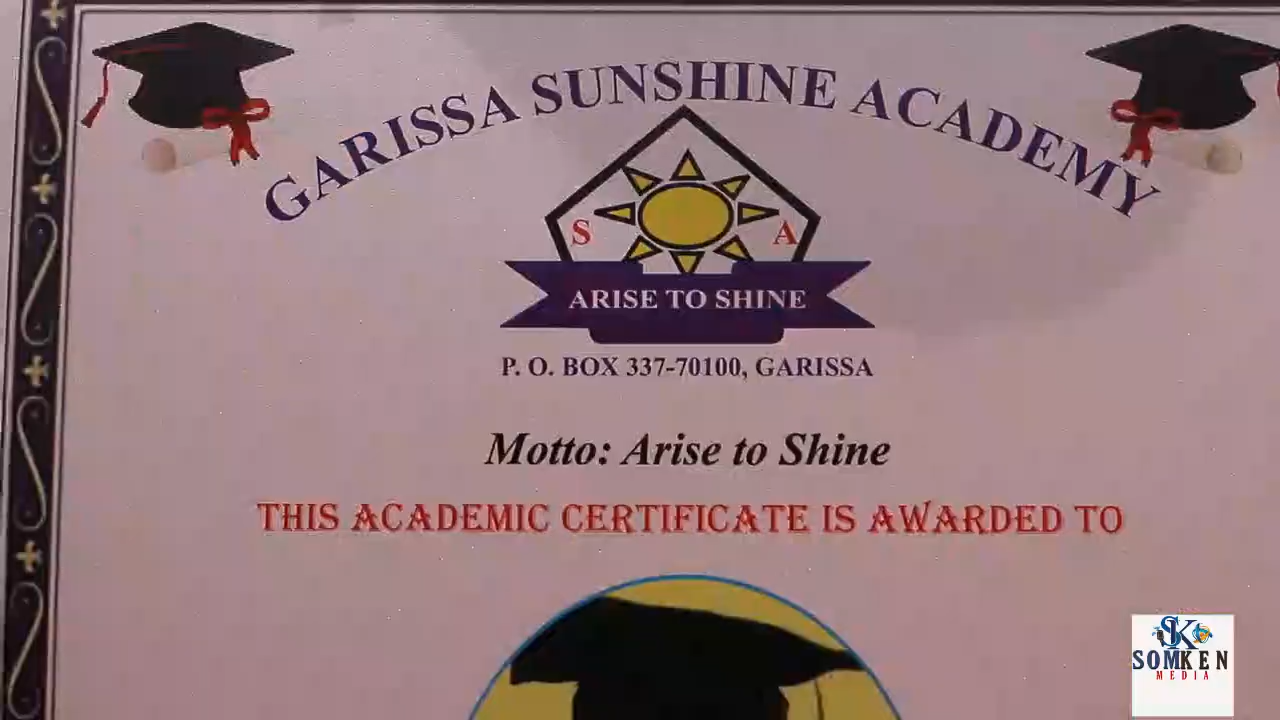 GARISSA SUNSHINE ACADEMY
S A
ARISE TO SHINE
P. O. BOX 337-70100, GARISSA
Motto: Arise to Shine
THIS ACADEMIC CERTIFICATE IS AWARDED TO
SK
SOMKEN
MEDIA